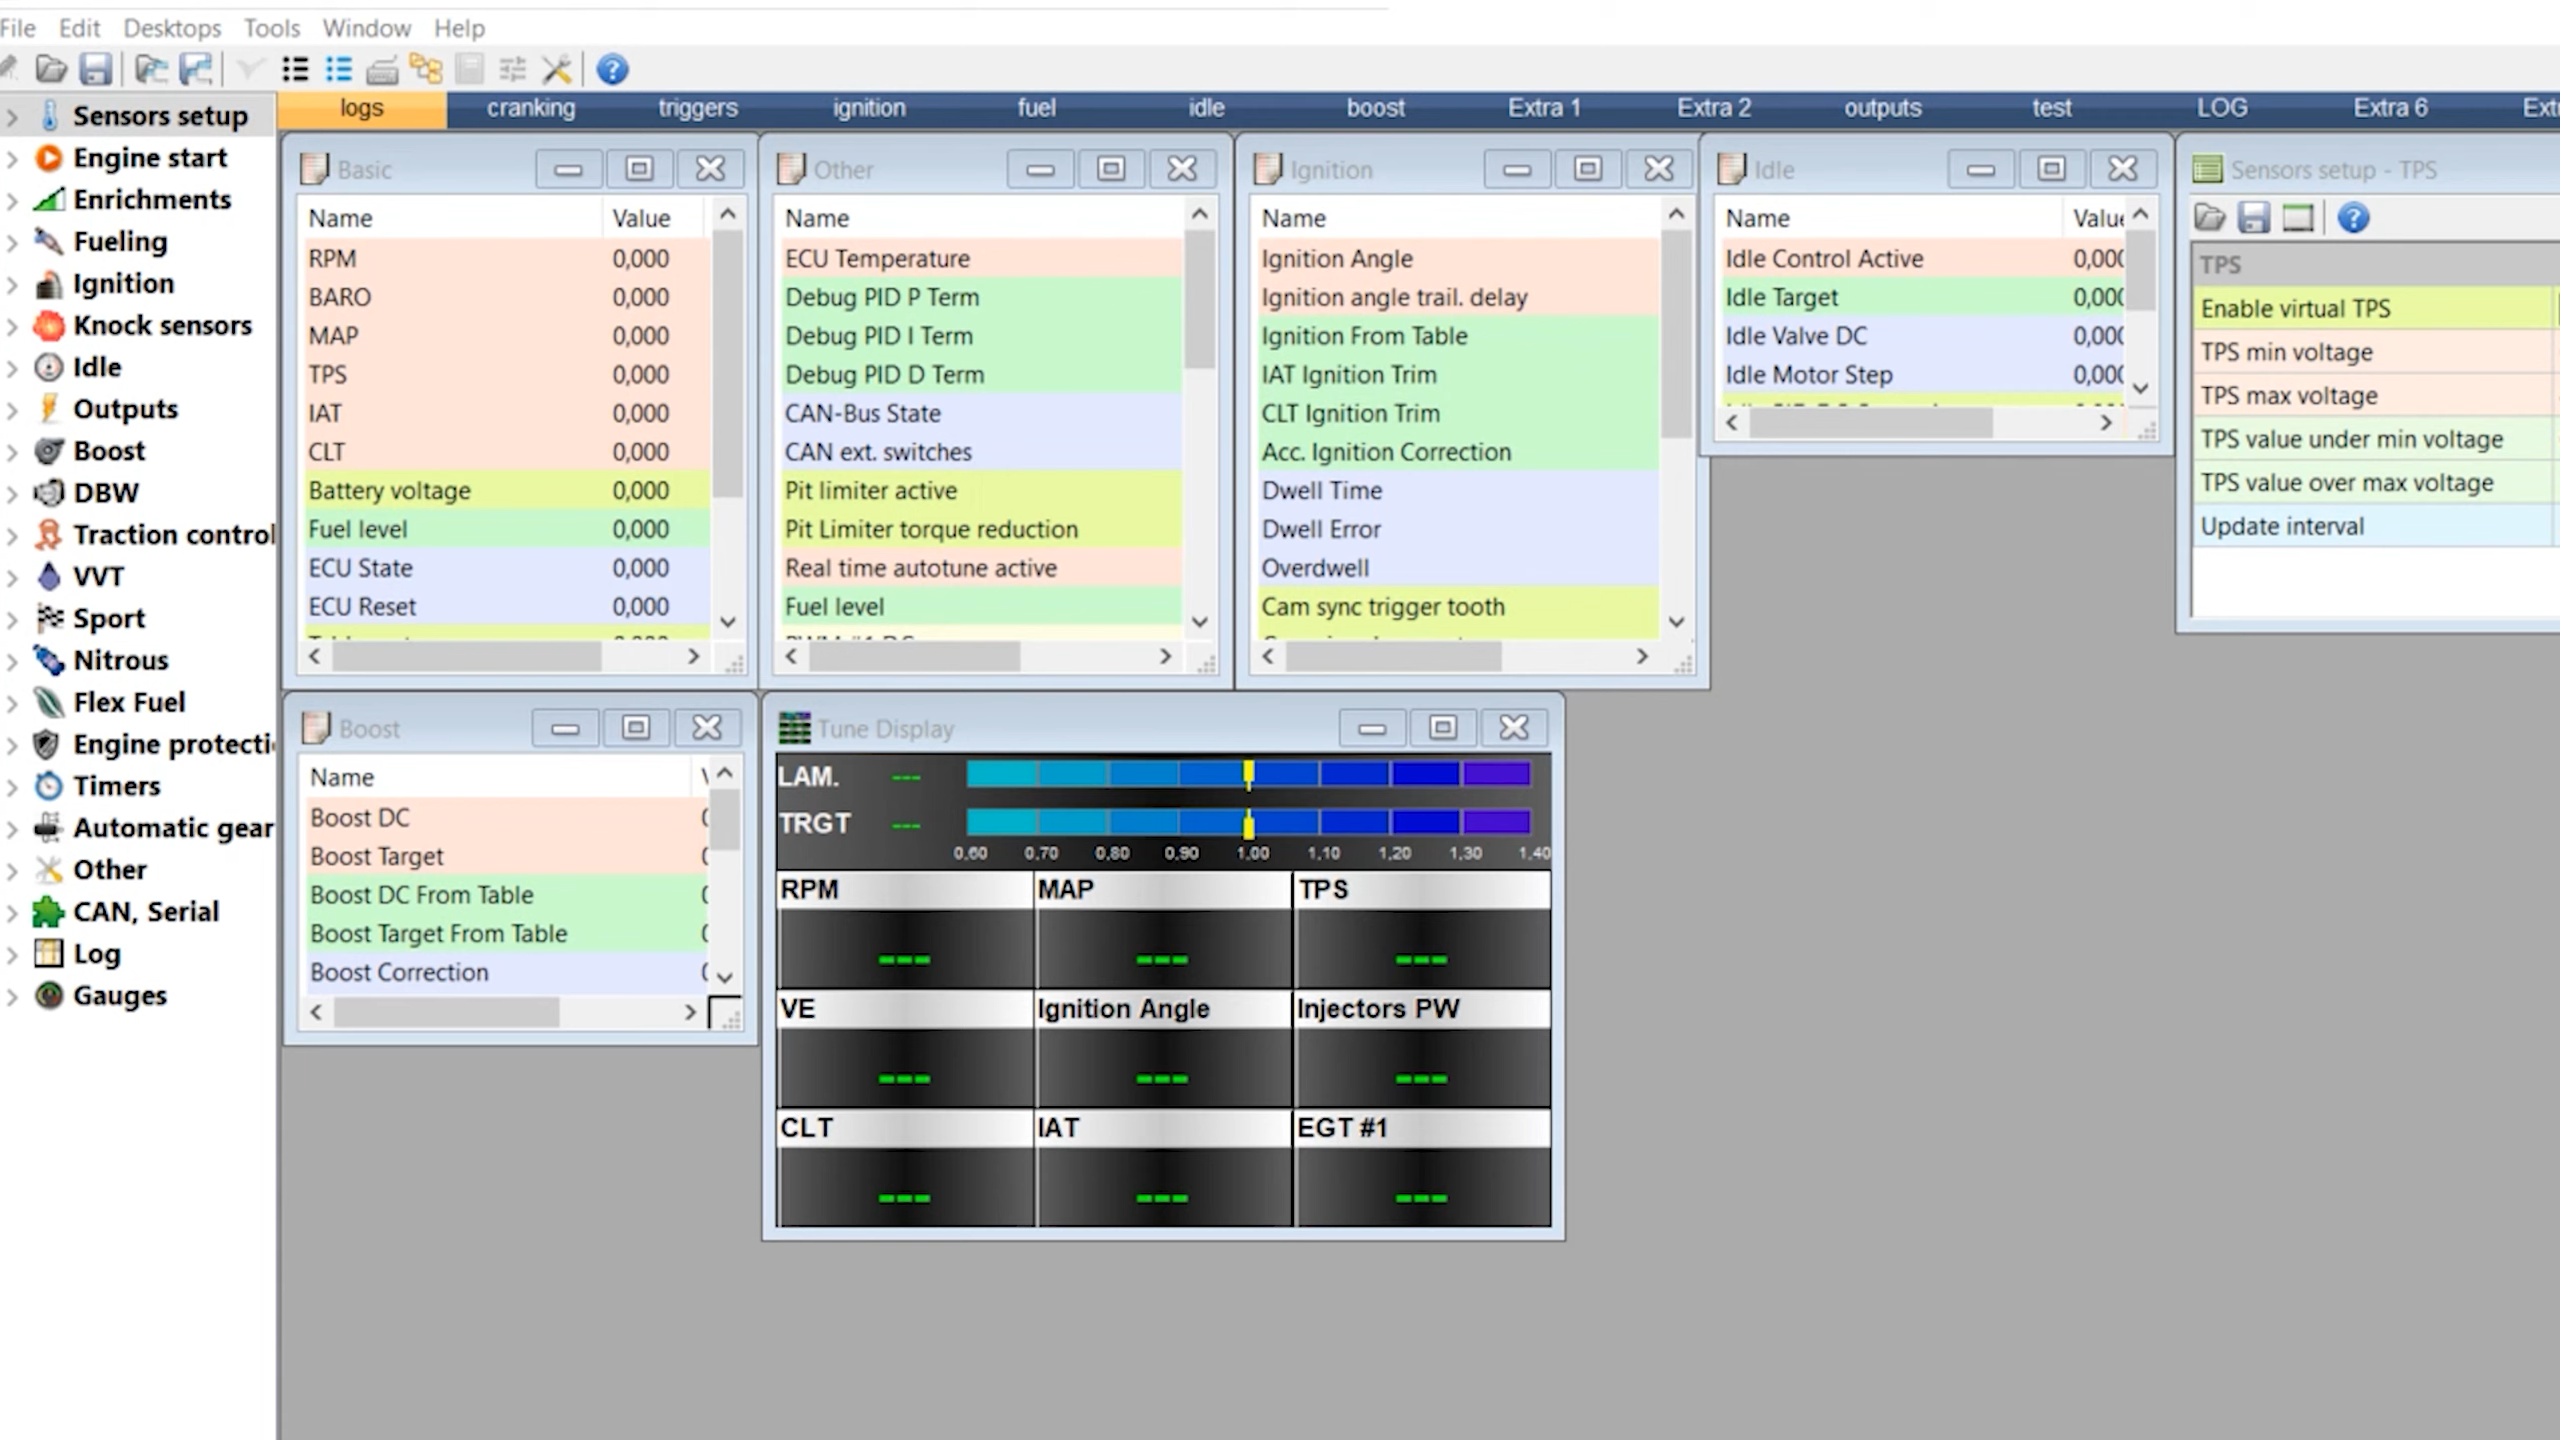 File Edit Desktops Tools Window Help
Sensors setup
Engine start
Enrichments
Fueling
Ignition
Knock sensors
Idle
Outputs
Boost
DBW
Traction control
VVT
Sport
Nitrous
Flex Fuel
Engine protecti
Timers
Automatic gear
Other
CAN, Serial
Log
Gauges
logs cranking triggers ignition fuel idle boost Extra 1 Extra 2 outputs test LOG Extra 6 Ext
Basic
Name Value
RPM 0,000
BARO 0,000
MAP 0,000
TPS 0,000
IAT 0,000
CLT 0,000
Battery voltage 0,000
Fuel level 0,000
ECU State 0,000
ECU Reset 0,000
Other
Name
ECU Temperature
Debug PID P Term
Debug PID I Term
Debug PID D Term
CAN-Bus State
CAN ext. switches
Pit limiter active
Pit Limiter torque reduction
Real time autotune active
Fuel level
Ignition
Name
Ignition Angle
Ignition angle trail. delay
Ignition From Table
IAT Ignition Trim
CLT Ignition Trim
Acc. Ignition Correction
Dwell Time
Dwell Error
Overdwell
Cam sync trigger tooth
Idle
Name Value
Idle Control Active 0,000
Idle Target 0,000
Idle Valve DC 0,000
Idle Motor Step 0,000
Sensors setup - TPS
TPS
Enable virtual TPS
TPS min voltage
TPS max voltage
TPS value under min voltage
TPS value over max voltage
Update interval
Boost
Name
Boost DC
Boost Target
Boost DC From Table
Boost Target From Table
Boost Correction
Tune Display
LAM. ---
TRGT ---
0,60 0,70 0,80 0,90 1,00 1,10 1,20 1,30 1,40
RPM MAP TPS
--- --- ---
VE Ignition Angle Injectors PW
--- --- ---
CLT IAT EGT #1
--- --- ---